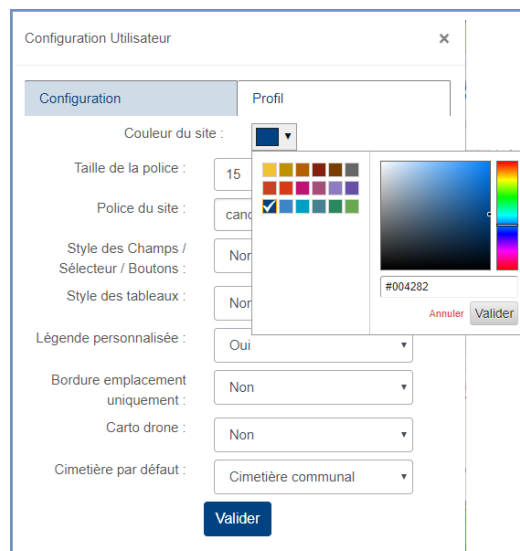 Configuration Utilisateur ×
Configuration Profil
Couleur du site :
Taille de la police : 15
Police du site :
Style des Champs /
Sélecteur / Boutons :
Style des tableaux :
#004282
Annuler Valider
Légende personnalisée : Oui
Bordure emplacement
uniquement : Non
Carto drone : Non
Cimetière par défaut : Cimetière communal
Valider